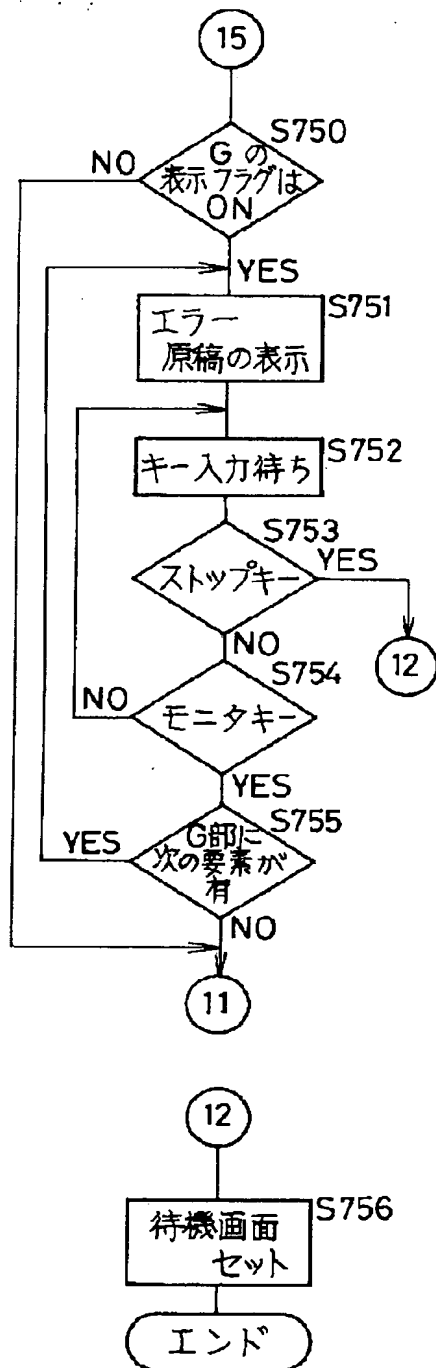 15
S750
NO
Gの
表示フラグは
ON
YES
S751
エラー
原稿の表示
S752
キー入力待ち
S753
YES
ストップキー
NO
12
S754
NO
モニタキー
YES
S755
YES
G部に
次の要素が
有
NO
11
12
S756
待機画面
セット
エンド